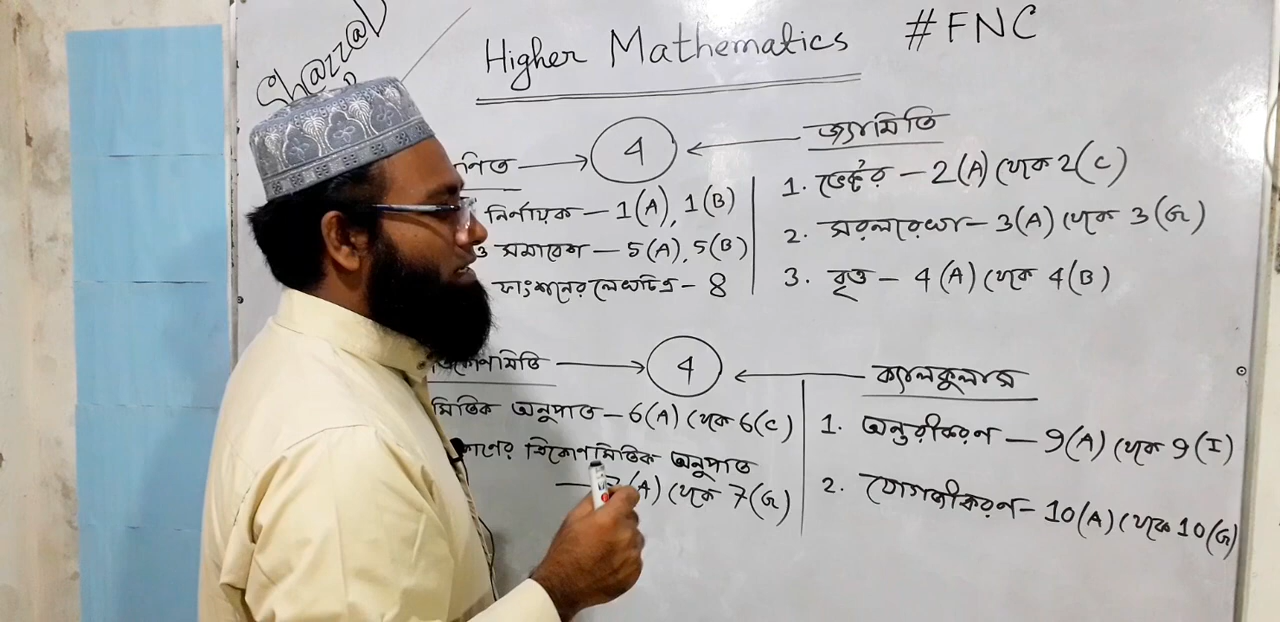 Sh@zz@D
Higher Mathematics #FNC
ণিত → 4 ← জ্যামিতি
নির্ণায়ক – 1(A), 1(B)
ও সমাবেশ – 5(A), 5(B)
ফাংশনের লেখচিত্র – 8
1. ভেক্টর – 2(A) থেকে 2(C)
2. সরলরেখা – 3(A) থেকে 3(G)
3. বৃত্ত – 4(A) থেকে 4(B)
ত্রিকোণমিতি → 4 ← ক্যালকুলাস
মিতিক অনুপাত – 6(A) থেকে 6(C)
কোণের ত্রিকোণমিতিক অনুপাত
– 7(A) থেকে 7(G)
1. অন্তরীকরণ – 9(A) থেকে 9(I)
2. যোগজীকরণ – 10(A) থেকে 10(G)